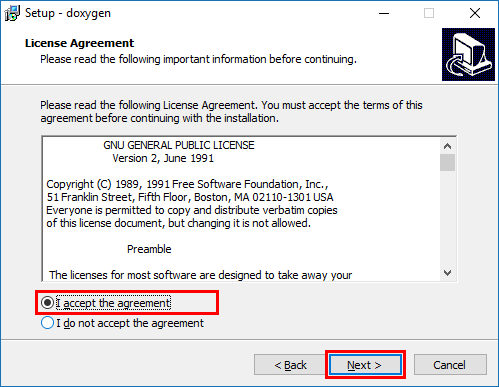 Setup - doxygen
License Agreement
Please read the following important information before continuing.
Please read the following License Agreement. You must accept the terms of this
agreement before continuing with the installation.
GNU GENERAL PUBLIC LICENSE
Version 2, June 1991
Copyright (C) 1989, 1991 Free Software Foundation, Inc.,
51 Franklin Street, Fifth Floor, Boston, MA 02110-1301 USA
Everyone is permitted to copy and distribute verbatim copies
of this license document, but changing it is not allowed.
Preamble
The licenses for most software are designed to take away your
I accept the agreement
I do not accept the agreement
< Back
Next >
Cancel